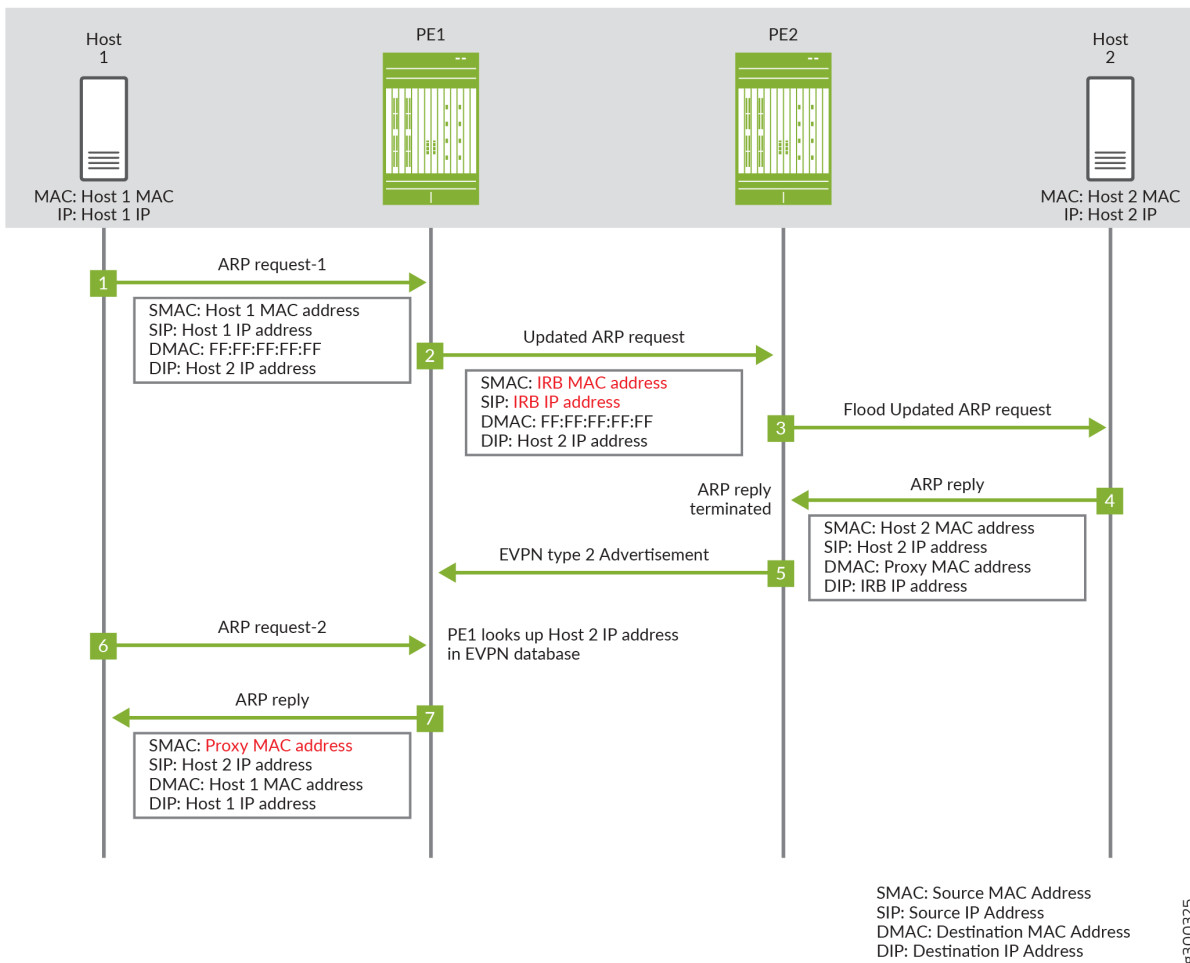 Host
1
PE1
PE2
Host
2
MAC: Host 1 MAC
IP: Host 1 IP
MAC: Host 2 MAC
IP: Host 2 IP
1
ARP request-1
SMAC: Host 1 MAC address
SIP: Host 1 IP address
DMAC: FF:FF:FF:FF:FF
DIP: Host 2 IP address
2
Updated ARP request
SMAC: IRB MAC address
SIP: IRB IP address
DMAC: FF:FF:FF:FF:FF
DIP: Host 2 IP address
3
Flood Updated ARP request
ARP reply
terminated
ARP reply
4
SMAC: Host 2 MAC address
SIP: Host 2 IP address
DMAC: Proxy MAC address
DIP: IRB IP address
EVPN type 2 Advertisement
5
6
ARP request-2
PE1 looks up Host 2 IP address
in EVPN database
ARP reply
7
SMAC: Proxy MAC address
SIP: Host 2 IP address
DMAC: Host 1 MAC address
DIP: Host 1 IP address
SMAC: Source MAC Address
SIP: Source IP Address
DMAC: Destination MAC Address
DIP: Destination IP Address
g300325